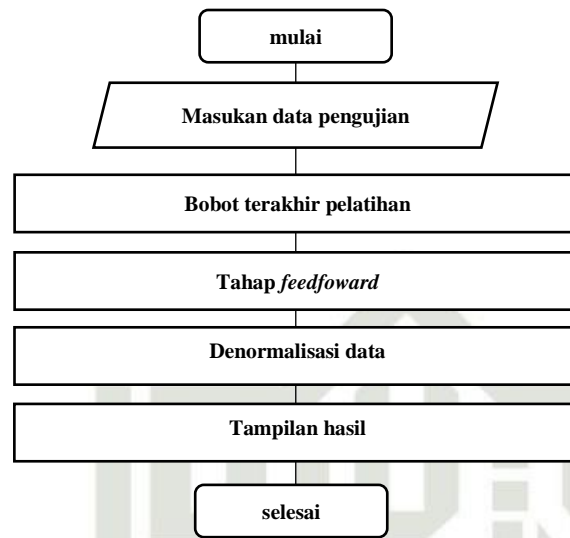 mulai
Masukan data pengujian
Bobot terakhir pelatihan
Tahap feedfoward
Denormalisasi data
Tampilan hasil
selesai